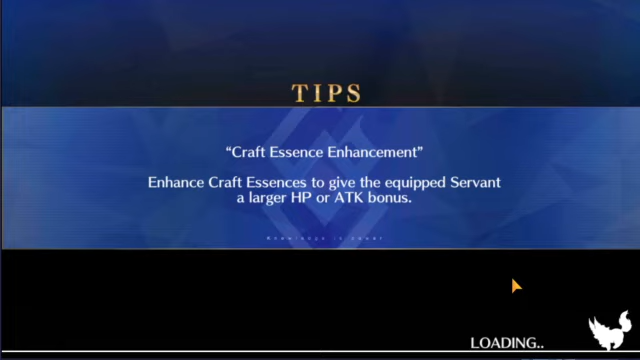 TIPS
“Craft Essence Enhancement”
Enhance Craft Essences to give the equipped Servant
a larger HP or ATK bonus.
LOADING..